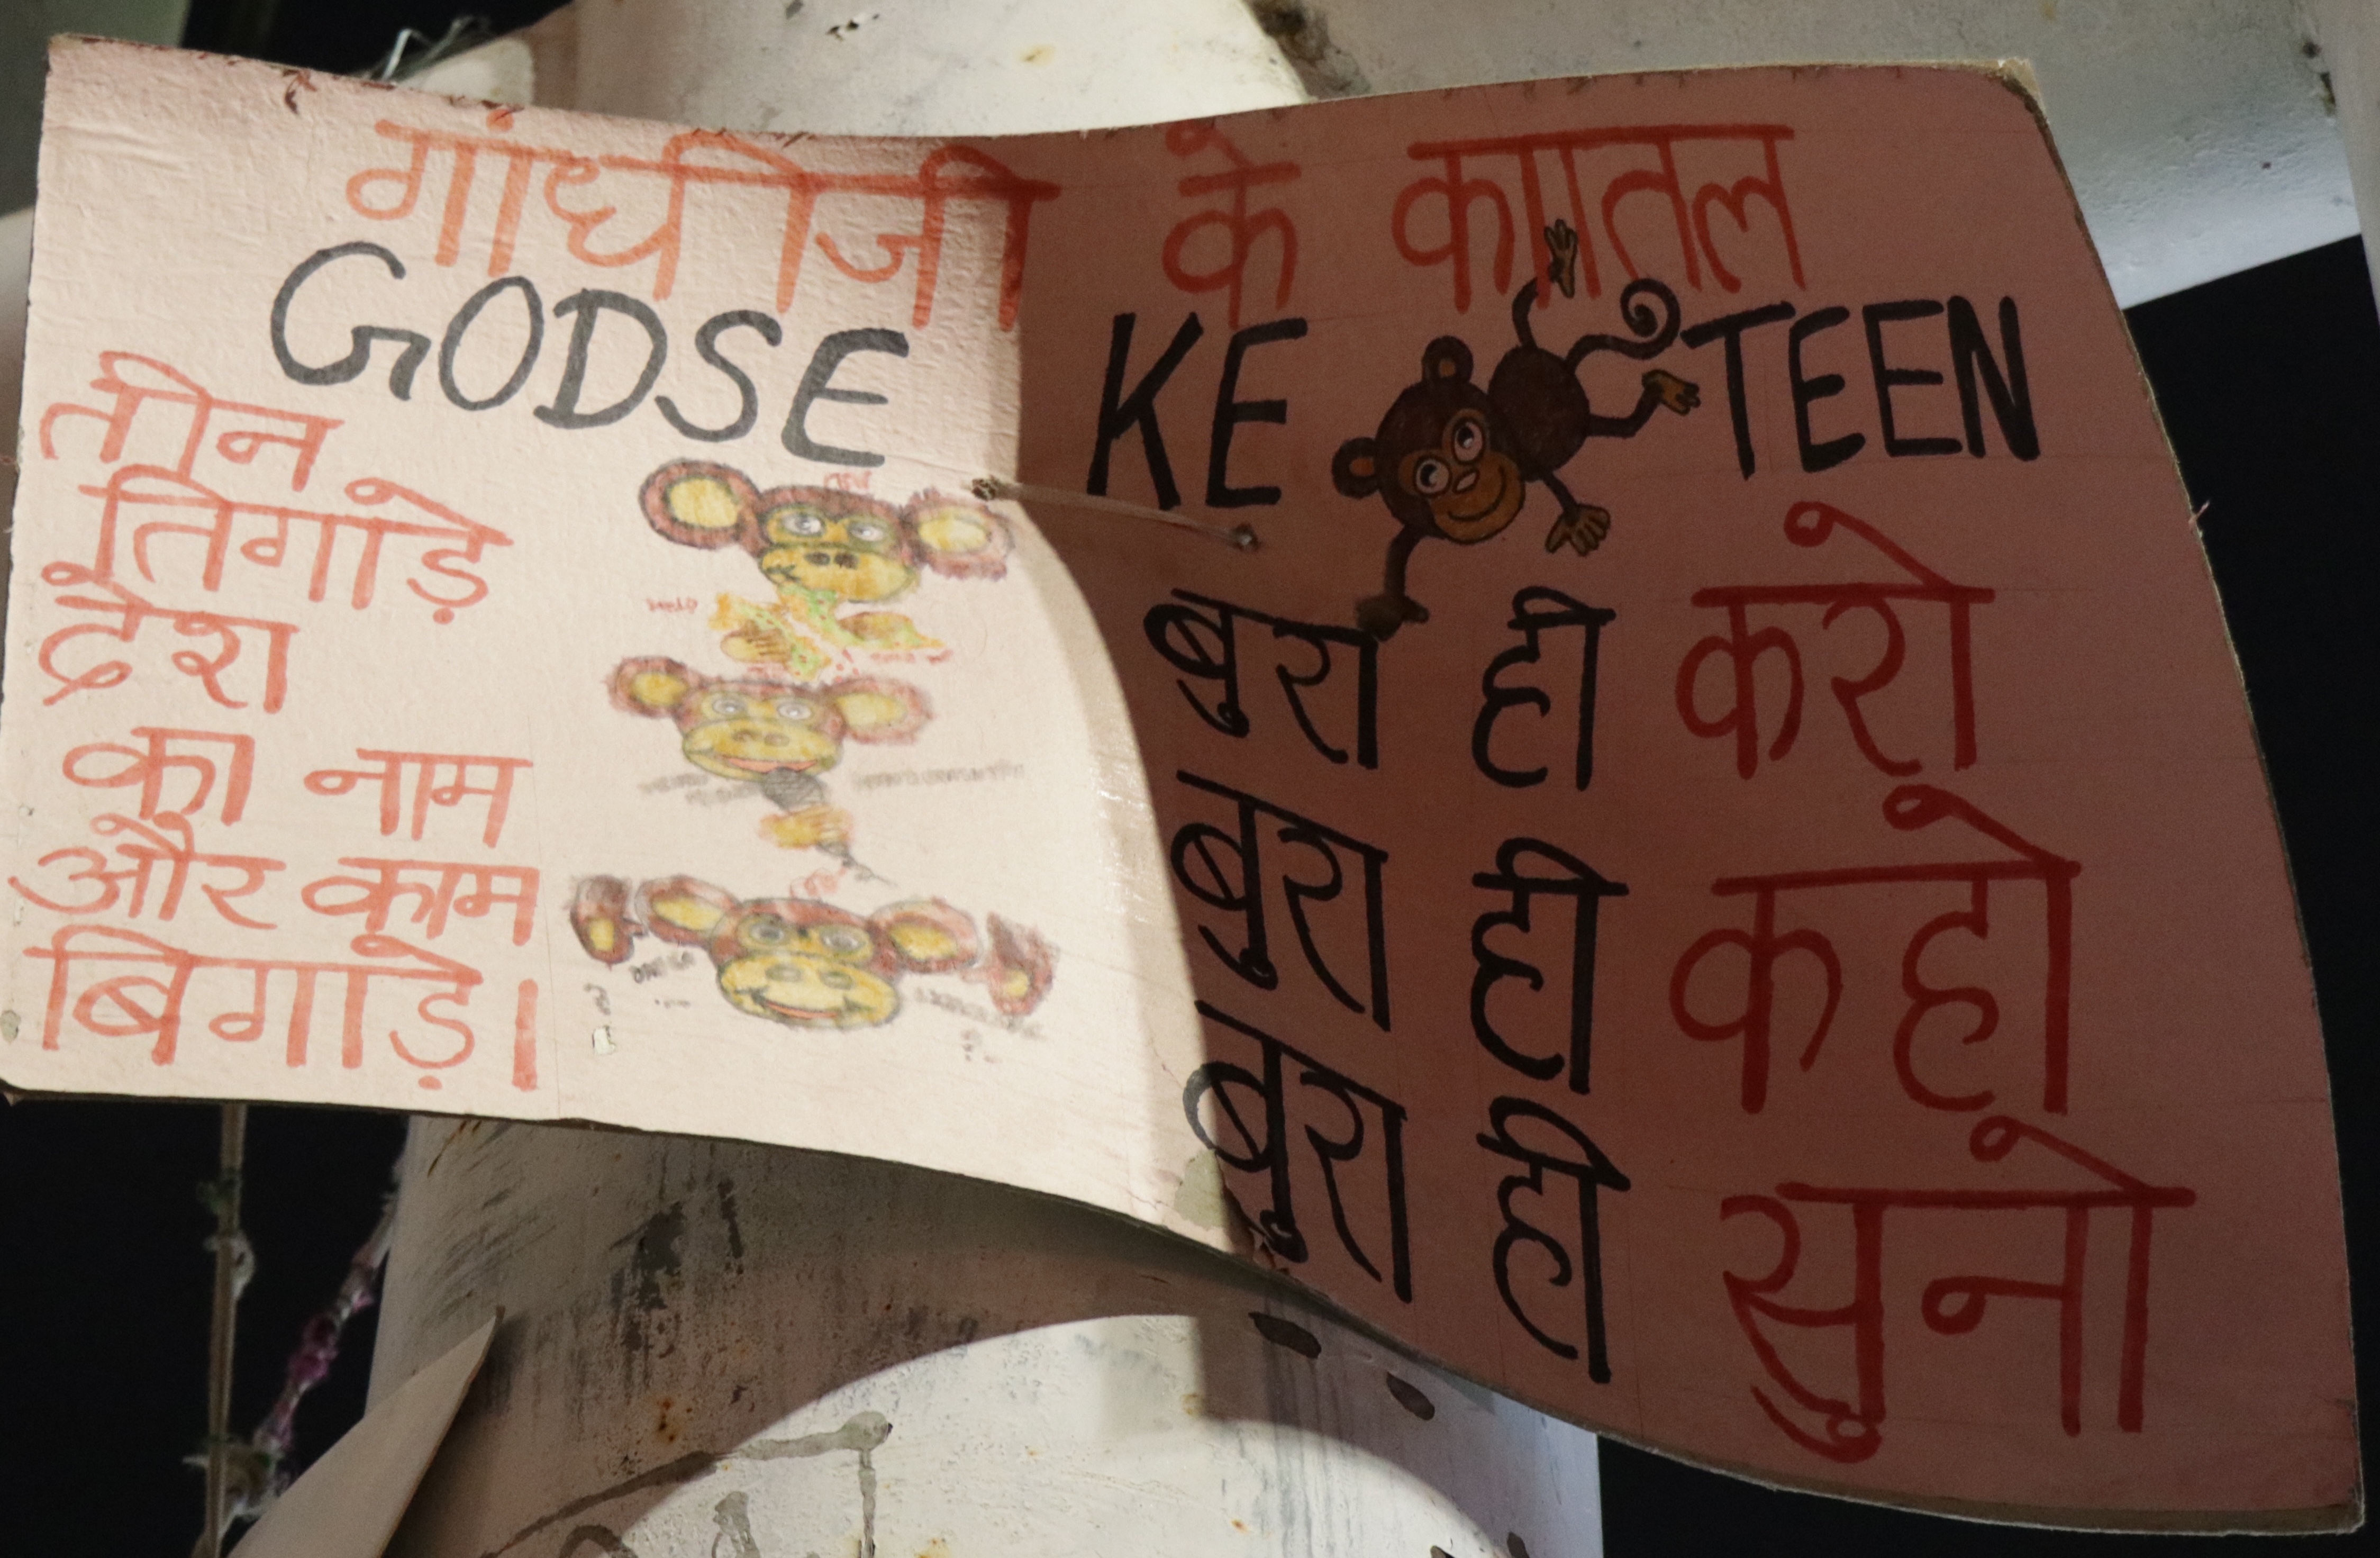 गांधीजी के कातिल
GODSE KE TEEN
तीन
तिगाड़े
देश
का नाम
और काम
बिगाड़े।
बुरा ही करो
बुरा ही कहो
बुरा ही सुनो